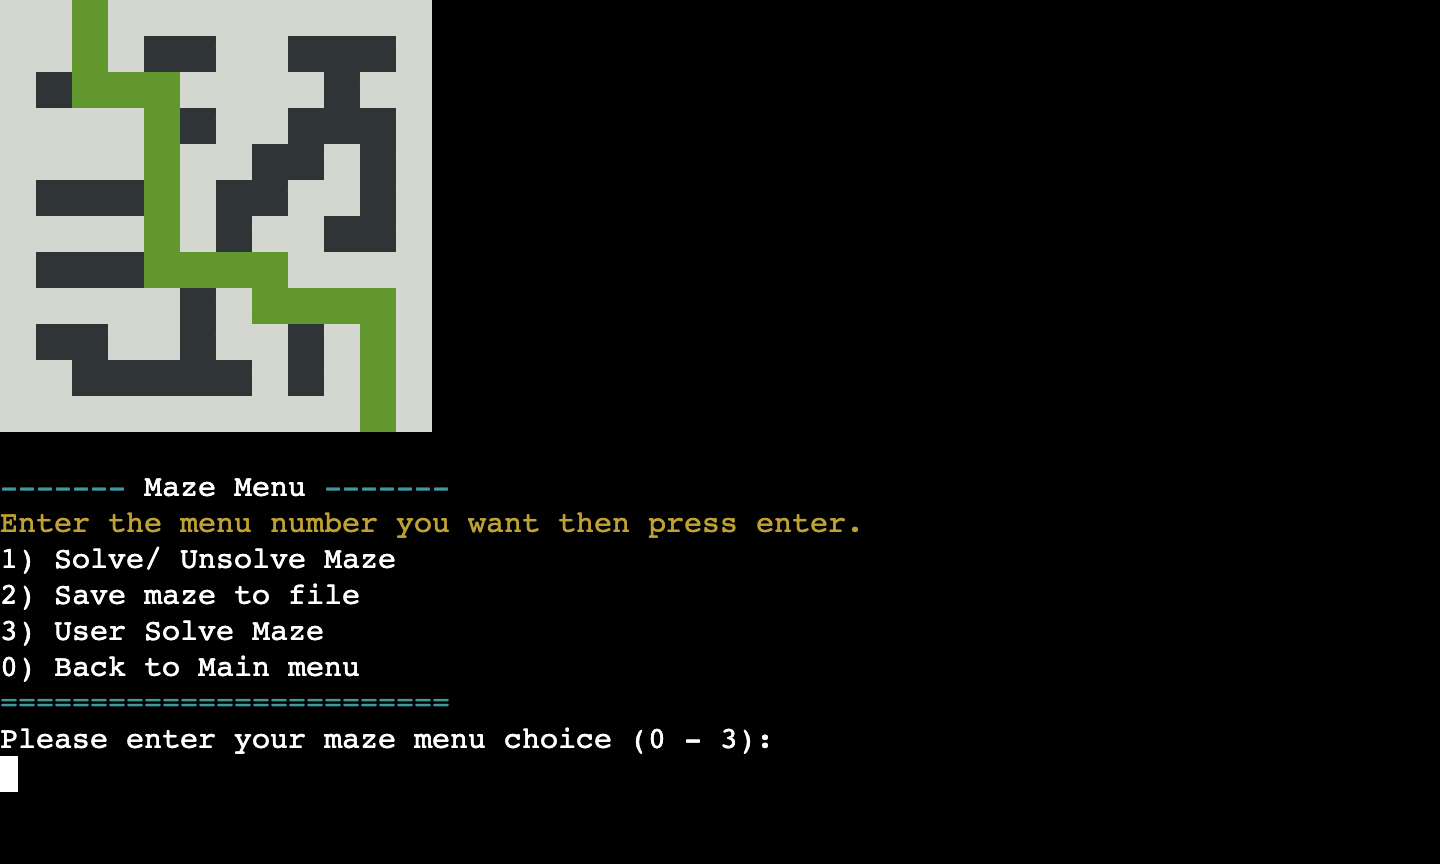 ------- Maze Menu -------
Enter the menu number you want then press enter.
1) Solve/ Unsolve Maze
2) Save maze to file
3) User Solve Maze
0) Back to Main menu
=========================
Please enter your maze menu choice (0 - 3):